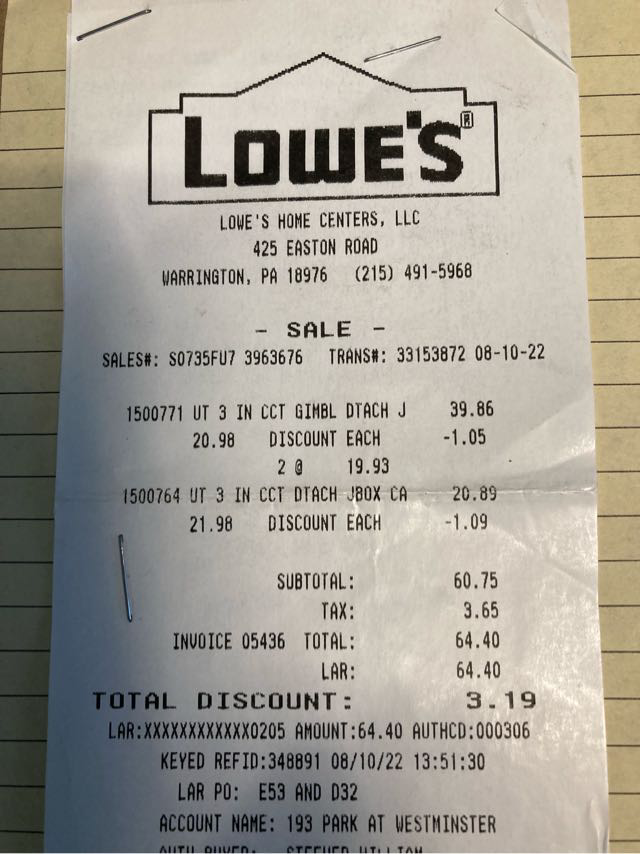 LOWE'S®
LOWE'S HOME CENTERS, LLC
425 EASTON ROAD
WARRINGTON, PA 18976 (215) 491-5968
- SALE -
SALES#: S0735FU7 3963676 TRANS#: 33153872 08-10-22
1500771 UT 3 IN CCT GIMBL DTACH J 39.86
20.98 DISCOUNT EACH -1.05
2 @ 19.93
1500764 UT 3 IN CCT DTACH JBOX CA 20.89
21.98 DISCOUNT EACH -1.09
SUBTOTAL: 60.75
TAX: 3.65
INVOICE 05436 TOTAL: 64.40
LAR: 64.40
TOTAL DISCOUNT: 3.19
LAR:XXXXXXXXXXXX0205 AMOUNT:64.40 AUTHCD:000306
KEYED REFID:348891 08/10/22 13:51:30
LAR PO: E53 AND D32
ACCOUNT NAME: 193 PARK AT WESTMINSTER
AUTH BUYER: WILLIAM